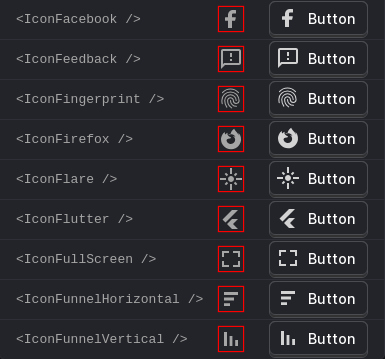 <IconFacebook /> Button
<IconFeedback /> Button
<IconFingerprint /> Button
<IconFirefox /> Button
<IconFlare /> Button
<IconFlutter /> Button
<IconFullScreen /> Button
<IconFunnelHorizontal /> Button
<IconFunnelVertical /> Button